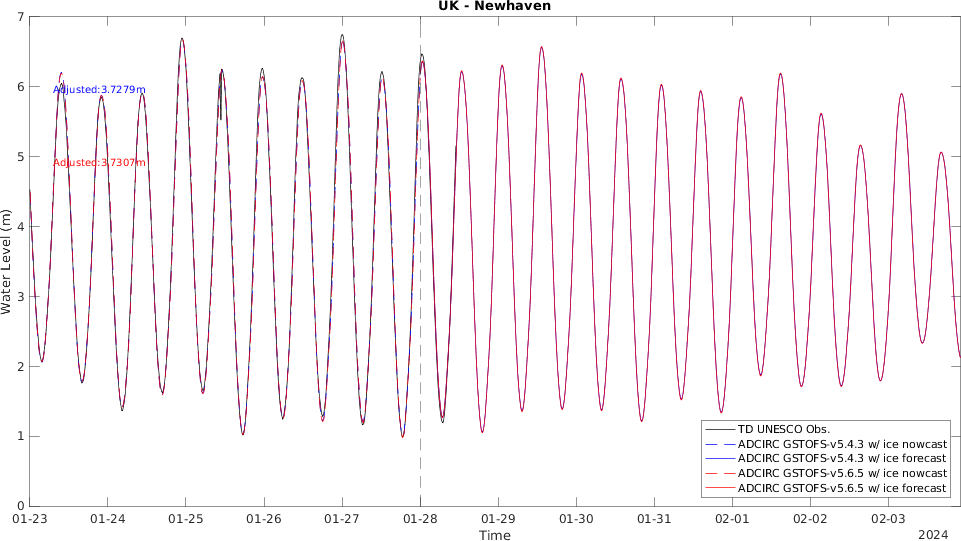 UK - Newhaven
7
6
5
4
3
2
1
0
Water Level (m)
Adjusted:3.7279m
Adjusted:3.7307m
TD UNESCO Obs.
ADCIRC GSTOFS-v5.4.3 w/ ice nowcast
ADCIRC GSTOFS-v5.4.3 w/ ice forecast
ADCIRC GSTOFS-v5.6.5 w/ ice nowcast
ADCIRC GSTOFS-v5.6.5 w/ ice forecast
01-23 01-24 01-25 01-26 01-27 01-28 01-29 01-30 01-31 02-01 02-02 02-03
Time
2024